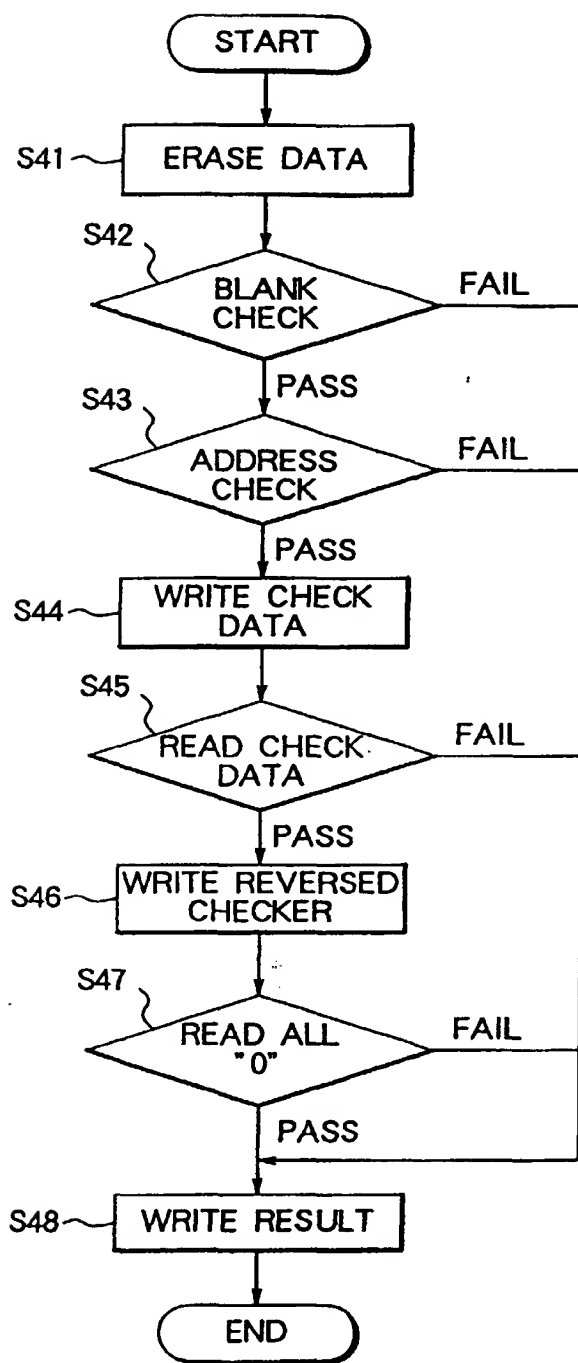 START
S41
ERASE DATA
S42
BLANK
CHECK
FAIL
PASS
S43
ADDRESS
CHECK
FAIL
PASS
S44
WRITE CHECK
DATA
S45
READ CHECK
DATA
FAIL
PASS
S46
WRITE REVERSED
CHECKER
S47
READ ALL
"0"
FAIL
PASS
S48
WRITE RESULT
END